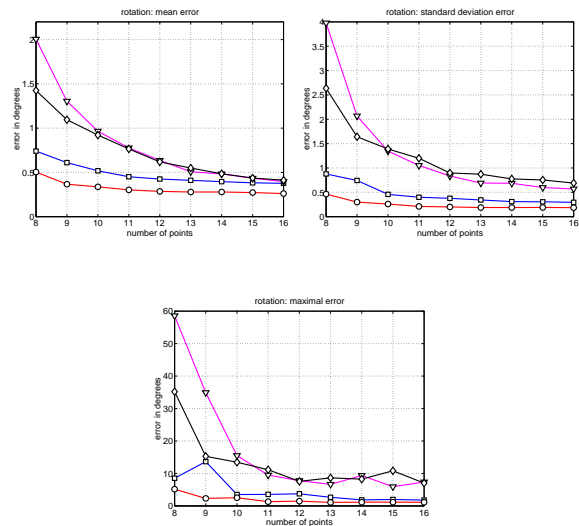 rotation: mean error
2
1.5
1
0.5
0
error in degrees
8 9 10 11 12 13 14 15 16
number of points
rotation: standard deviation error
4
3.5
3
2.5
2
1.5
1
0.5
0
error in degrees
8 9 10 11 12 13 14 15 16
number of points
rotation: maximal error
60
50
40
30
20
10
0
error in degrees
8 9 10 11 12 13 14 15 16
number of points